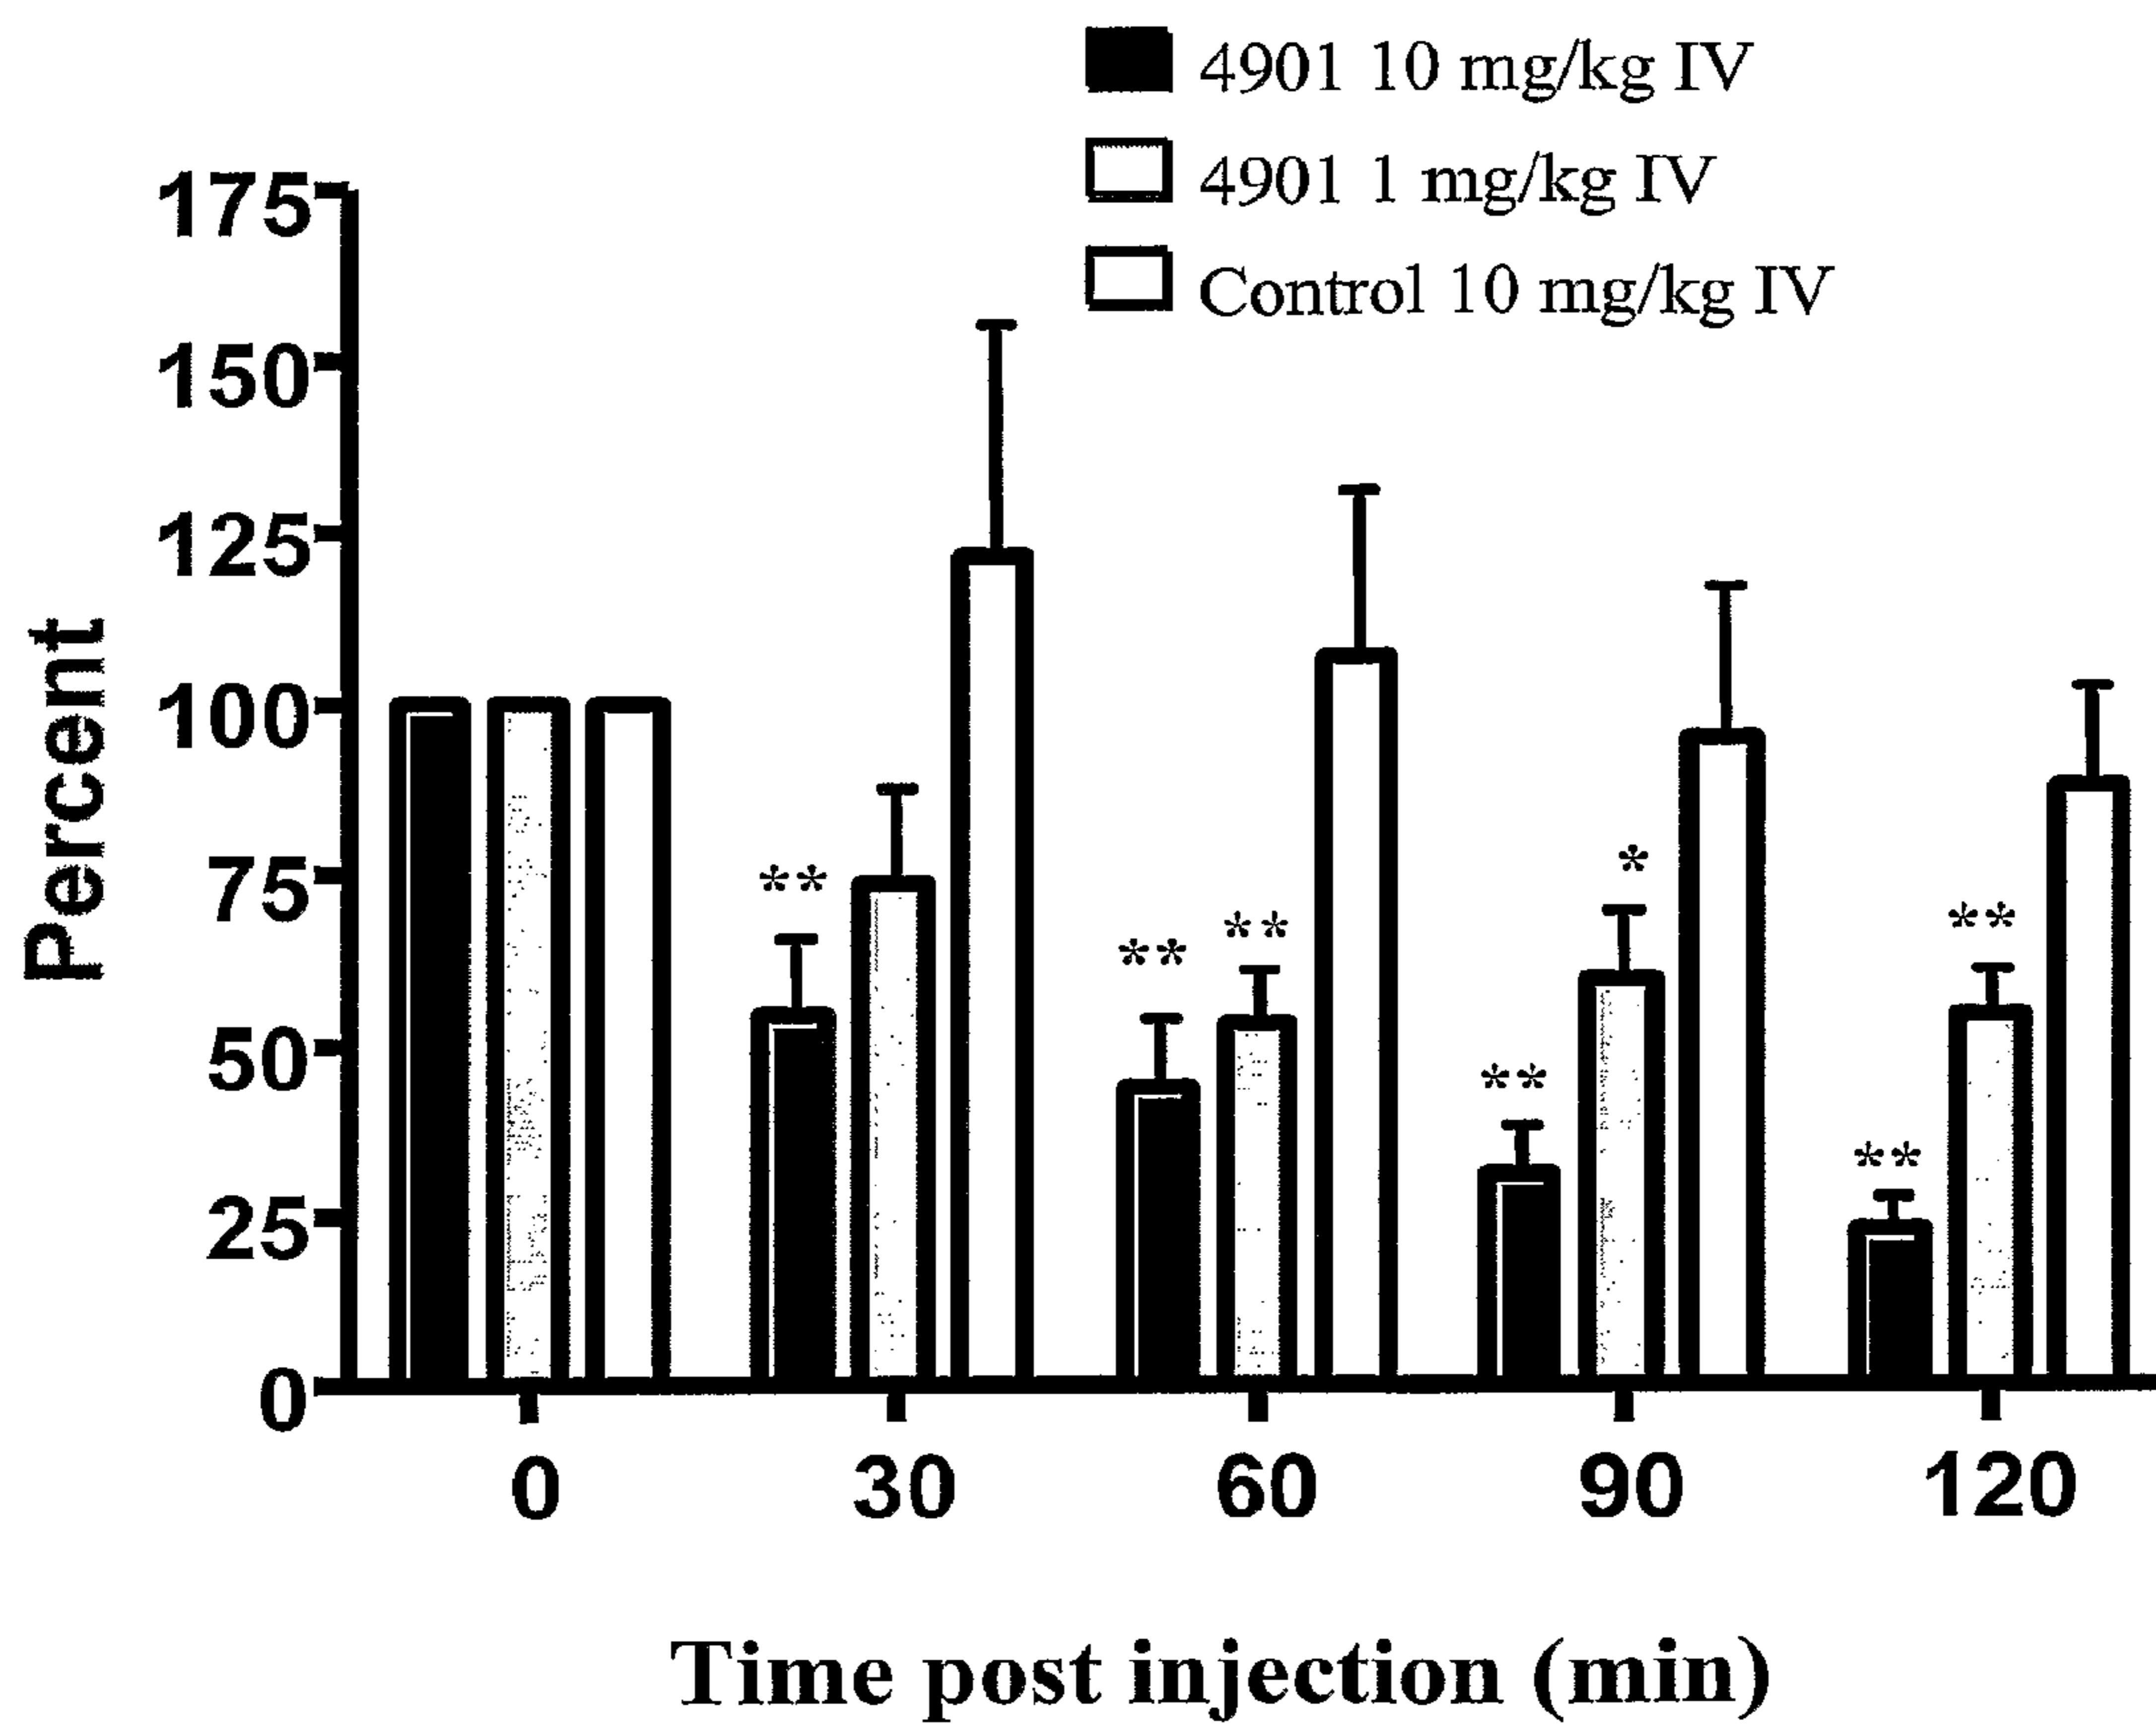 4901 10 mg/kg IV
4901 1 mg/kg IV
Control 10 mg/kg IV
175
150
125
100
75
50
25
0
Percent
**
**
**
**
*
**
**
0 30 60 90 120
Time post injection (min)